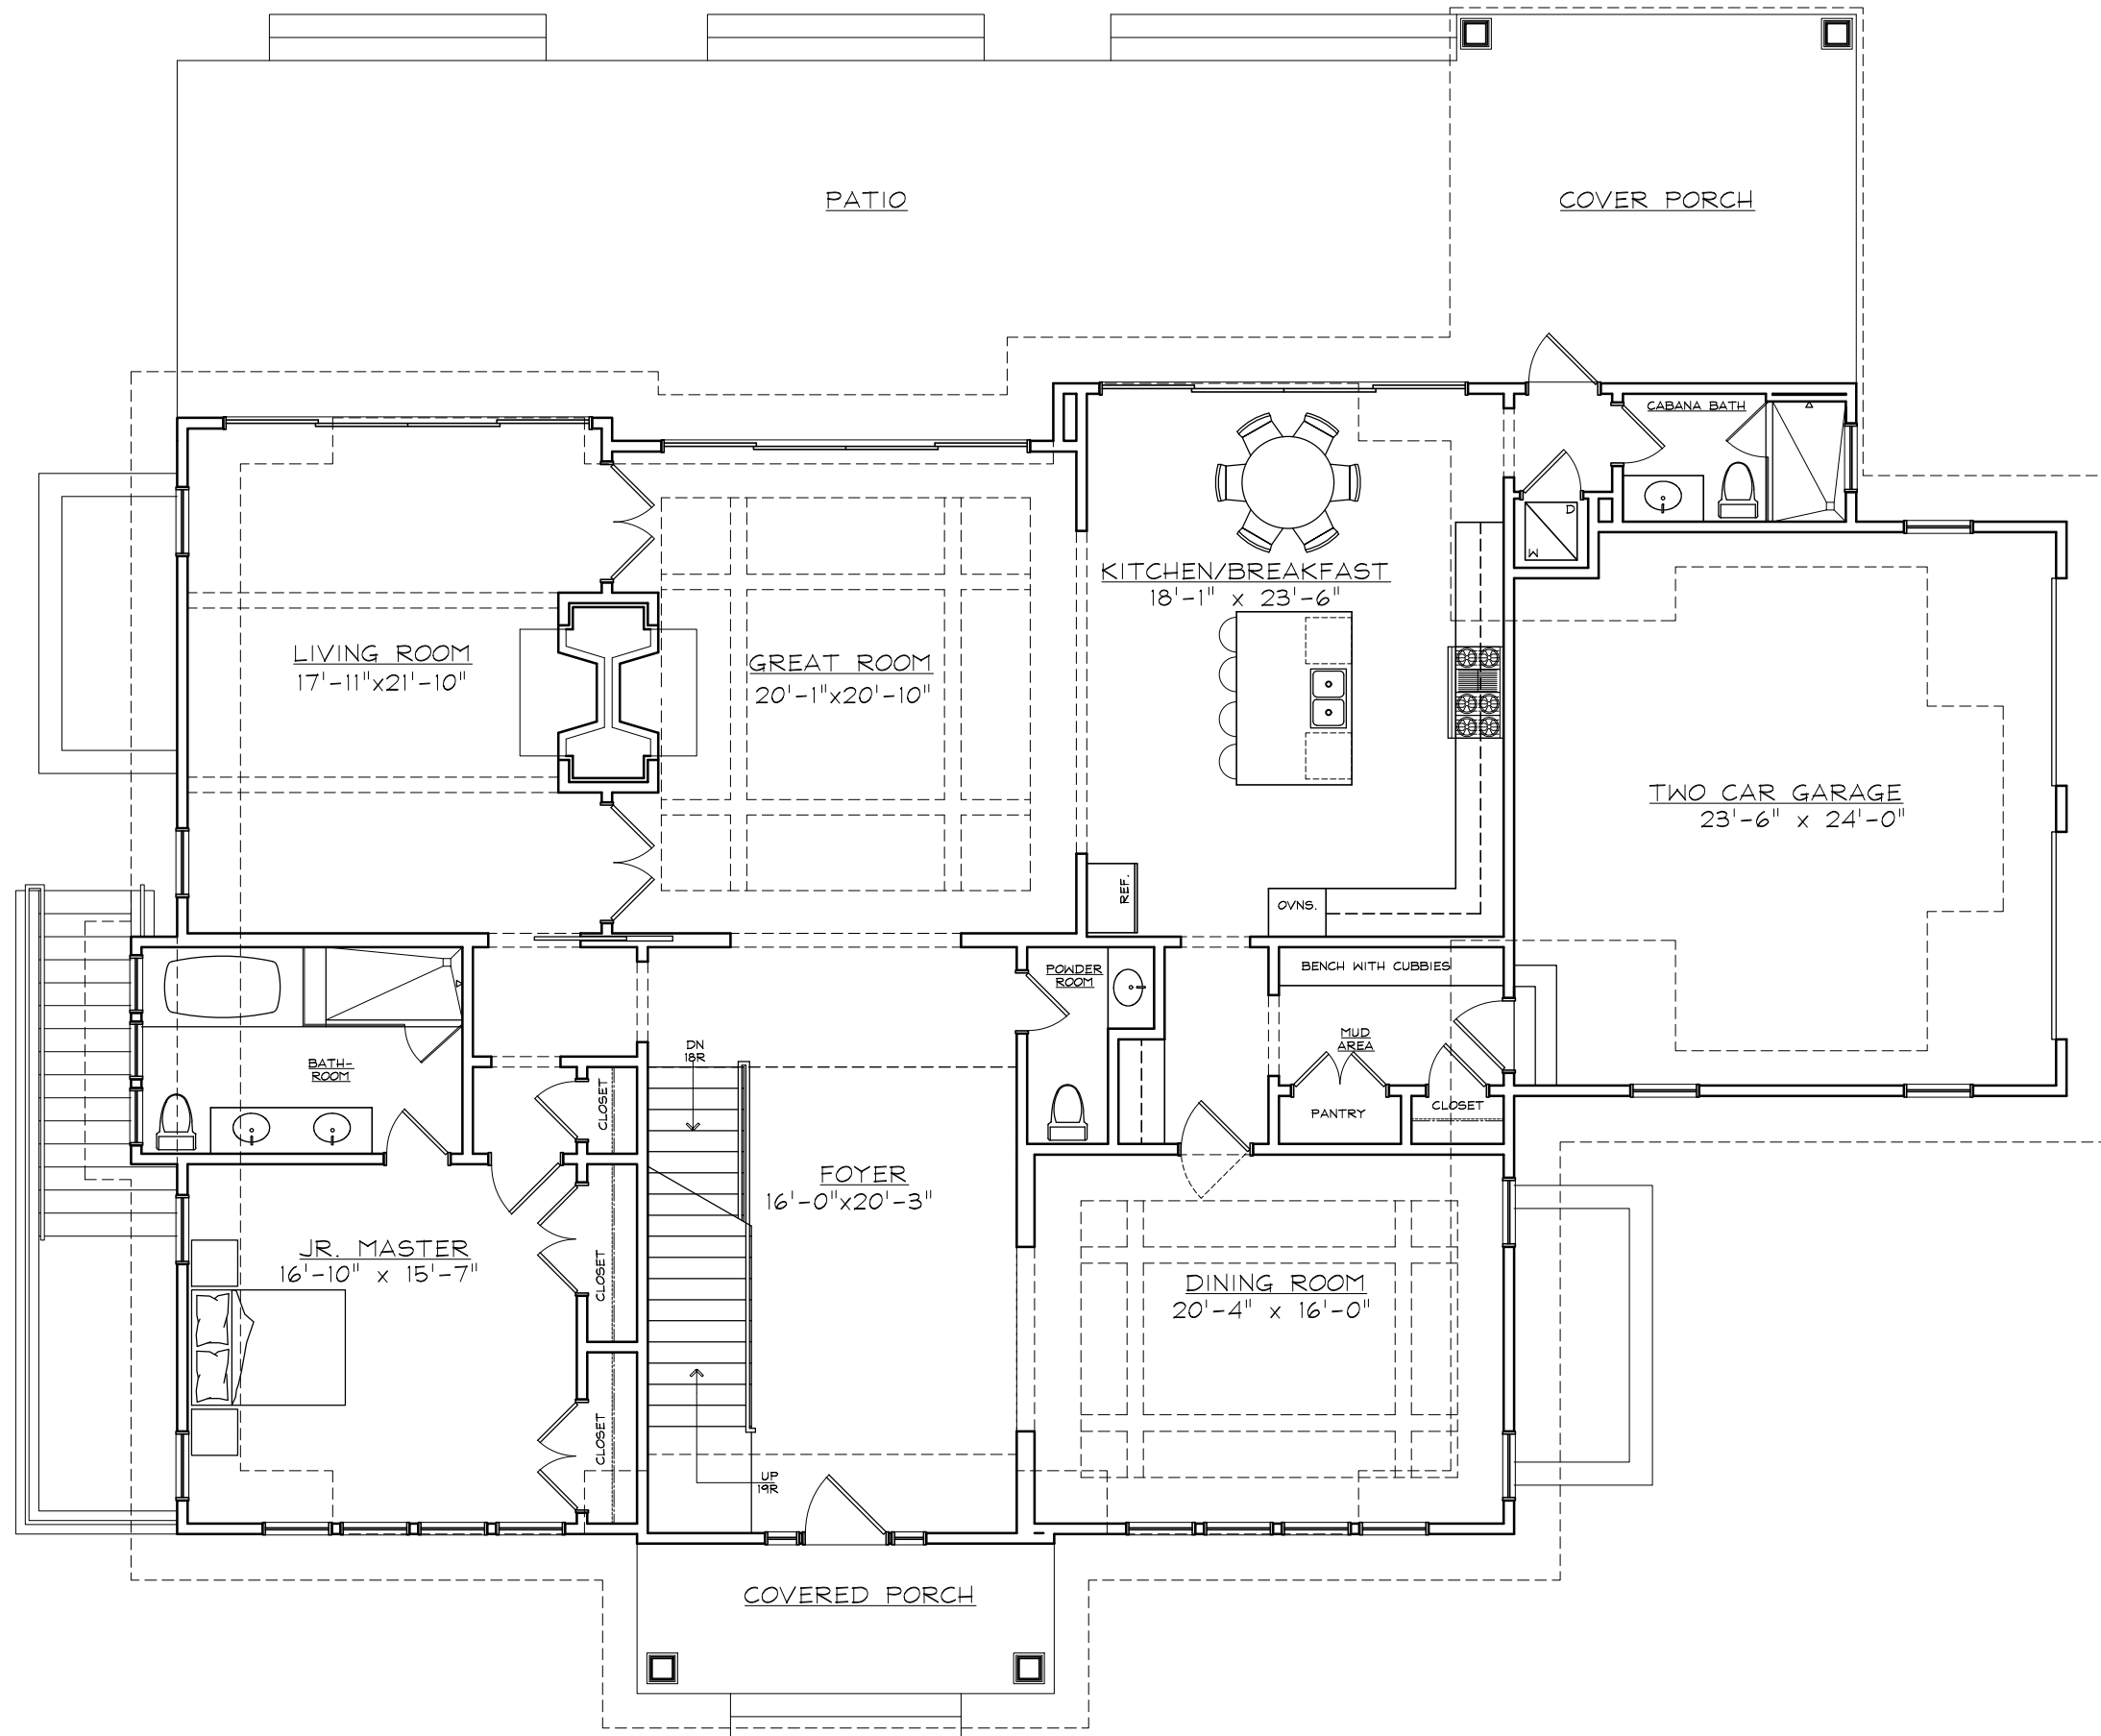 PATIO
COVER PORCH
CABANA BATH
D
W
KITCHEN/BREAKFAST
18'-1" x 23'-6"
LIVING ROOM
17'-11"x21'-10"
GREAT ROOM
20'-1"x20'-10"
TWO CAR GARAGE
23'-6" x 24'-0"
REF.
OVNS.
BENCH WITH CUBBIES
POWDER
ROOM
MUD
AREA
DN
18R
BATH-
ROOM
CLOSET
PANTRY
CLOSET
FOYER
16'-0"x20'-3"
JR. MASTER
16'-10" x 15'-7"
CLOSET
DINING ROOM
20'-4" x 16'-0"
CLOSET
UP
19R
COVERED PORCH